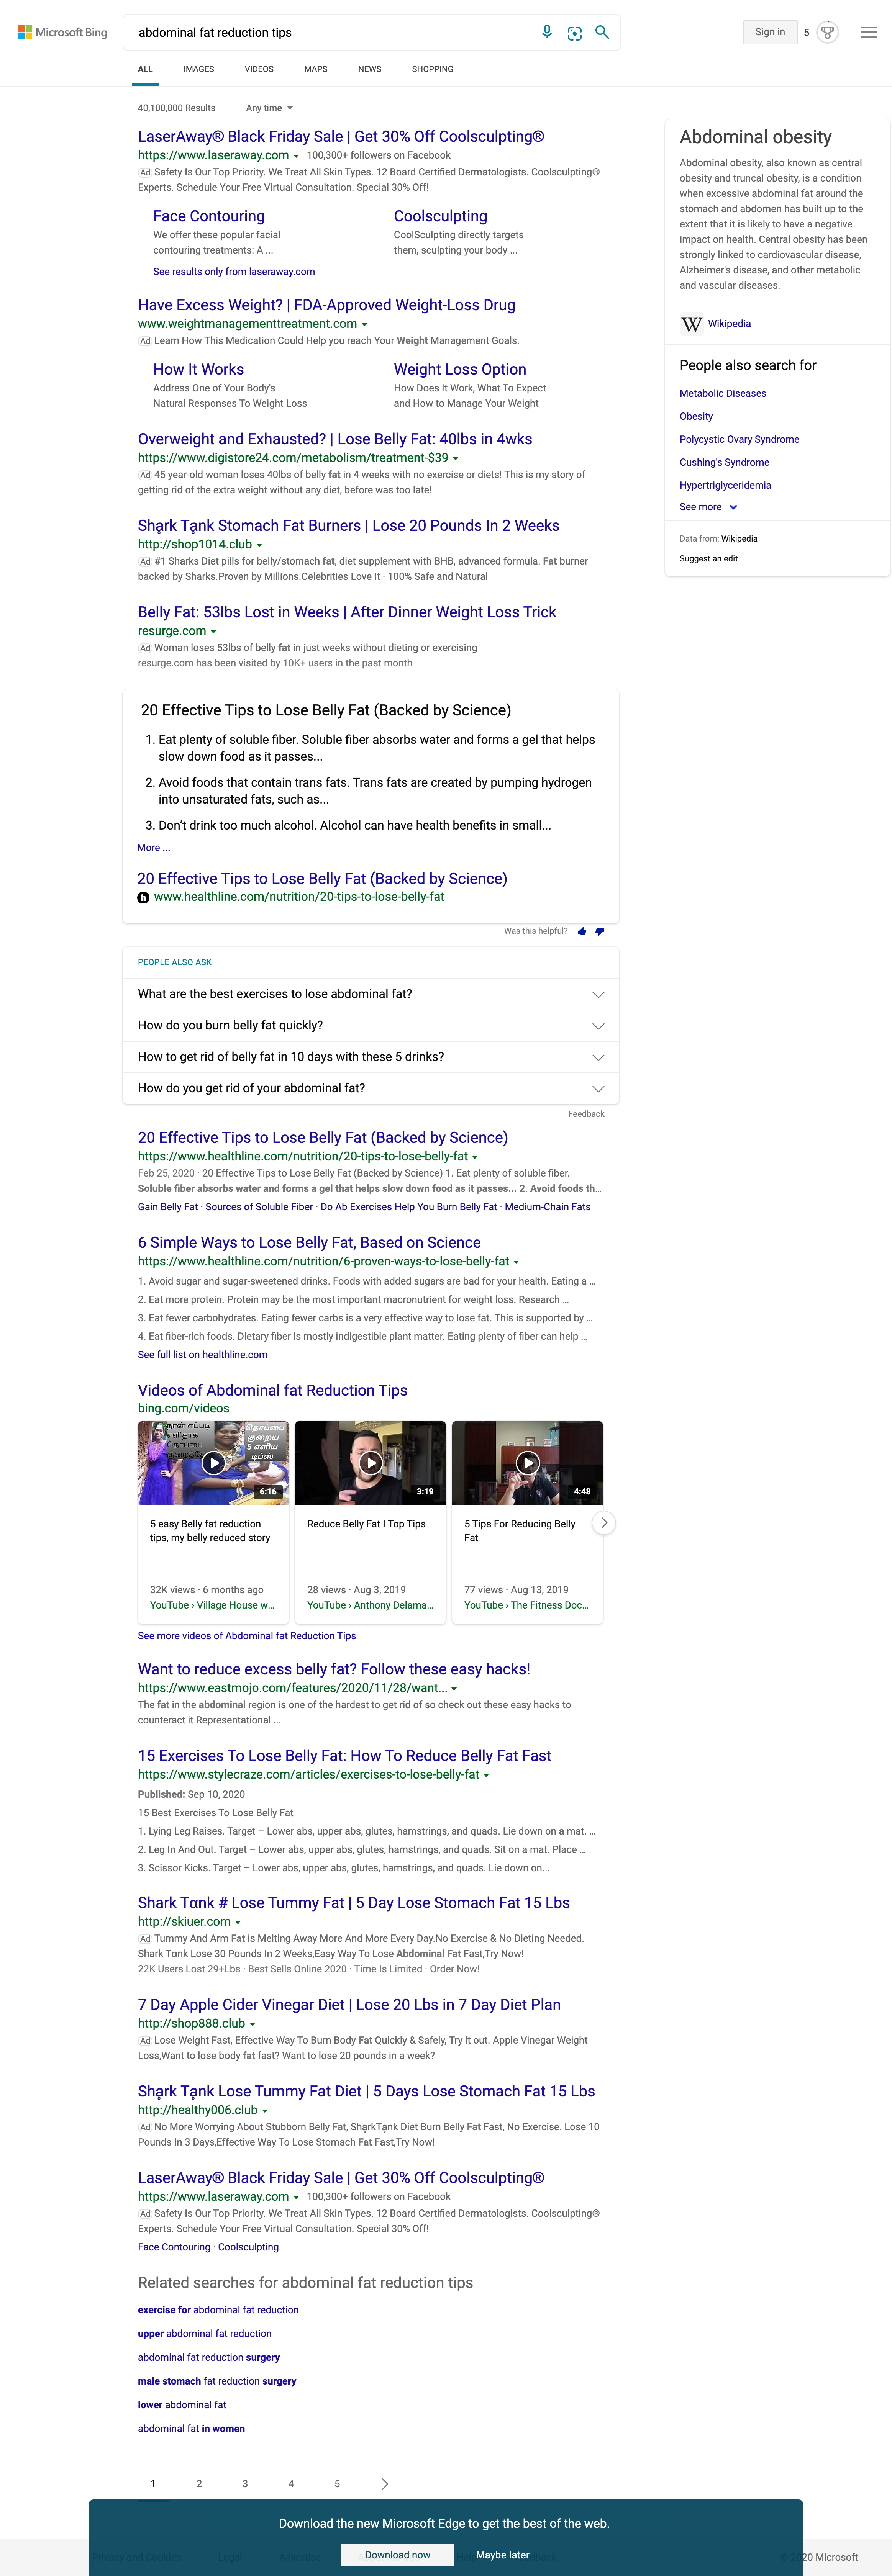 Microsoft Bing
abdominal fat reduction tips
Sign in
5
ALL
IMAGES
VIDEOS
MAPS
NEWS
SHOPPING
40,100,000 Results
Any time
LaserAway® Black Friday Sale | Get 30% Off Coolsculpting®
https://www.laseraway.com
100,300+ followers on Facebook
Ad Safety Is Our Top Priority. We Treat All Skin Types. 12 Board Certified Dermatologists. Coolsculpting®
Experts. Schedule Your Free Virtual Consultation. Special 30% Off!
Face Contouring
We offer these popular facial
contouring treatments: A ...
Coolsculpting
CoolSculpting directly targets
them, sculpting your body ...
See results only from laseraway.com
Have Excess Weight? | FDA-Approved Weight-Loss Drug
www.weightmanagementtreatment.com
Ad Learn How This Medication Could Help you reach Your Weight Management Goals.
How It Works
Address One of Your Body's
Natural Responses To Weight Loss
Weight Loss Option
How Does It Work, What To Expect
and How to Manage Your Weight
Overweight and Exhausted? | Lose Belly Fat: 40lbs in 4wks
https://www.digistore24.com/metabolism/treatment-$39
Ad 45 year-old woman loses 40lbs of belly fat in 4 weeks with no exercise or diets! This is my story of
getting rid of the extra weight without any diet, before was too late!
Shąrk Tąnk Stomach Fat Burners | Lose 20 Pounds In 2 Weeks
http://shop1014.club
Ad #1 Sharks Diet pills for belly/stomach fat, diet supplement with BHB, advanced formula. Fat burner
backed by Sharks.Proven by Millions.Celebrities Love It · 100% Safe and Natural
Belly Fat: 53lbs Lost in Weeks | After Dinner Weight Loss Trick
resurge.com
Ad Woman loses 53lbs of belly fat in just weeks without dieting or exercising
resurge.com has been visited by 10K+ users in the past month
20 Effective Tips to Lose Belly Fat (Backed by Science)
1. Eat plenty of soluble fiber. Soluble fiber absorbs water and forms a gel that helps
slow down food as it passes...
2. Avoid foods that contain trans fats. Trans fats are created by pumping hydrogen
into unsaturated fats, such as...
3. Don't drink too much alcohol. Alcohol can have health benefits in small...
More ...
20 Effective Tips to Lose Belly Fat (Backed by Science)
www.healthline.com/nutrition/20-tips-to-lose-belly-fat
Was this helpful?
PEOPLE ALSO ASK
What are the best exercises to lose abdominal fat?
How do you burn belly fat quickly?
How to get rid of belly fat in 10 days with these 5 drinks?
How do you get rid of your abdominal fat?
Feedback
20 Effective Tips to Lose Belly Fat (Backed by Science)
https://www.healthline.com/nutrition/20-tips-to-lose-belly-fat
Feb 25, 2020 · 20 Effective Tips to Lose Belly Fat (Backed by Science) 1. Eat plenty of soluble fiber.
Soluble fiber absorbs water and forms a gel that helps slow down food as it passes... 2. Avoid foods th...
Gain Belly Fat · Sources of Soluble Fiber · Do Ab Exercises Help You Burn Belly Fat · Medium-Chain Fats
6 Simple Ways to Lose Belly Fat, Based on Science
https://www.healthline.com/nutrition/6-proven-ways-to-lose-belly-fat
1. Avoid sugar and sugar-sweetened drinks. Foods with added sugars are bad for your health. Eating a ...
2. Eat more protein. Protein may be the most important macronutrient for weight loss. Research ...
3. Eat fewer carbohydrates. Eating fewer carbs is a very effective way to lose fat. This is supported by ...
4. Eat fiber-rich foods. Dietary fiber is mostly indigestible plant matter. Eating plenty of fiber can help ...
See full list on healthline.com
Videos of Abdominal fat Reduction Tips
bing.com/videos
நான் எப்படி
எளிதாக
தொப்பை
குறைத்தேன்
தொப்பை
குறைய
5 எளிய
டிப்ஸ்
6:16
5 easy Belly fat reduction
tips, my belly reduced story
32K views · 6 months ago
YouTube › Village House w...
3:19
Reduce Belly Fat I Top Tips
28 views · Aug 3, 2019
YouTube › Anthony Delama...
4:48
5 Tips For Reducing Belly
Fat
77 views · Aug 13, 2019
YouTube › The Fitness Doc...
See more videos of Abdominal fat Reduction Tips
Want to reduce excess belly fat? Follow these easy hacks!
https://www.eastmojo.com/features/2020/11/28/want...
The fat in the abdominal region is one of the hardest to get rid of so check out these easy hacks to
counteract it Representational ...
15 Exercises To Lose Belly Fat: How To Reduce Belly Fat Fast
https://www.stylecraze.com/articles/exercises-to-lose-belly-fat
Published: Sep 10, 2020
15 Best Exercises To Lose Belly Fat
1. Lying Leg Raises. Target – Lower abs, upper abs, glutes, hamstrings, and quads. Lie down on a mat. ...
2. Leg In And Out. Target – Lower abs, upper abs, glutes, hamstrings, and quads. Sit on a mat. Place ...
3. Scissor Kicks. Target – Lower abs, upper abs, glutes, hamstrings, and quads. Lie down on...
Shark Tɑnk # Lose Tummy Fat | 5 Day Lose Stomach Fat 15 Lbs
http://skiuer.com
Ad Tummy And Arm Fat is Melting Away More And More Every Day.No Exercise & No Dieting Needed.
Shark Tɑnk Lose 30 Pounds In 2 Weeks,Easy Way To Lose Abdominal Fat Fast,Try Now!
22K Users Lost 29+Lbs · Best Sells Online 2020 · Time Is Limited · Order Now!
7 Day Apple Cider Vinegar Diet | Lose 20 Lbs in 7 Day Diet Plan
http://shop888.club
Ad Lose Weight Fast, Effective Way To Burn Body Fat Quickly & Safely, Try it out. Apple Vinegar Weight
Loss,Want to lose body fat fast? Want to lose 20 pounds in a week?
Shąrk Tąnk Lose Tummy Fat Diet | 5 Days Lose Stomach Fat 15 Lbs
http://healthy006.club
Ad No More Worrying About Stubborn Belly Fat, ShąrkTąnk Diet Burn Belly Fat Fast, No Exercise. Lose 10
Pounds In 3 Days,Effective Way To Lose Stomach Fat Fast,Try Now!
LaserAway® Black Friday Sale | Get 30% Off Coolsculpting®
https://www.laseraway.com
100,300+ followers on Facebook
Ad Safety Is Our Top Priority. We Treat All Skin Types. 12 Board Certified Dermatologists. Coolsculpting®
Experts. Schedule Your Free Virtual Consultation. Special 30% Off!
Face Contouring · Coolsculpting
Related searches for abdominal fat reduction tips
exercise for abdominal fat reduction
upper abdominal fat reduction
abdominal fat reduction surgery
male stomach fat reduction surgery
lower abdominal fat
abdominal fat in women
1
2
3
4
5
Abdominal obesity
Abdominal obesity, also known as central
obesity and truncal obesity, is a condition
when excessive abdominal fat around the
stomach and abdomen has built up to the
extent that it is likely to have a negative
impact on health. Central obesity has been
strongly linked to cardiovascular disease,
Alzheimer's disease, and other metabolic
and vascular diseases.
W Wikipedia
People also search for
Metabolic Diseases
Obesity
Polycystic Ovary Syndrome
Cushing's Syndrome
Hypertriglyceridemia
See more
Data from: Wikipedia
Suggest an edit
Download the new Microsoft Edge to get the best of the web.
Download now
Maybe later
Privacy and Cookies
Legal
Advertise
20 Microsoft